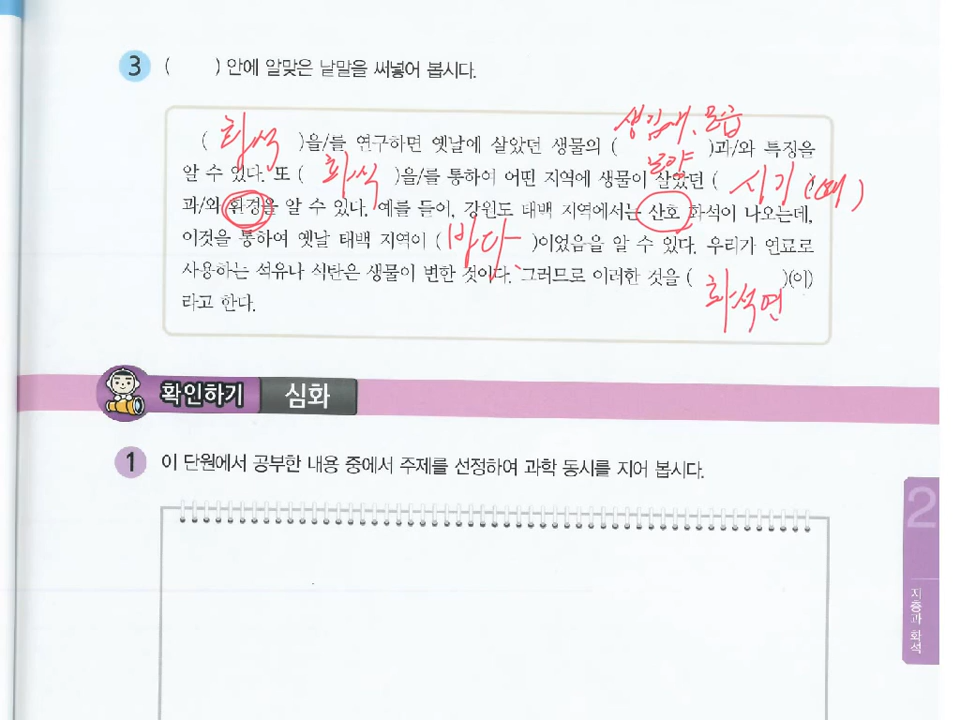 3 (      ) 안에 알맞은 낱말을 써넣어 봅시다.
생김새, 모습
( 화석 )을/를 연구하면 옛날에 살았던 생물의 (      )과/와 특징을
모양
알 수 있다. 또 ( 화석 )을/를 통하여 어떤 지역에 생물이 살았던 ( 시기(때) )
과/와 환경을 알 수 있다. 예를 들어, 강원도 태백 지역에서는 산호 화석이 나오는데,
이것을 통하여 옛날 태백 지역이 ( 바다 )이었음을 알 수 있다. 우리가 연료로
사용하는 석유나 석탄은 생물이 변한 것이다. 그러므로 이러한 것을 ( 화석연 )(이)
라고 한다.
확인하기 심화
1 이 단원에서 공부한 내용 중에서 주제를 선정하여 과학 동시를 지어 봅시다.
2
지층과 화석